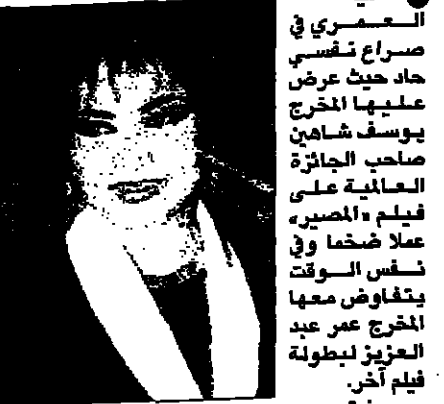 العمري في
صراع نفسي
حاد حيث عرض
عليها المخرج
يوسف شاهين
صاحب الجائزة
العالمية على
فيلم «المصير»
عملا ضخما وفي
نفس الوقت
يتفاوض معها
المخرج عمر عبد
العزيز لبطولة
فيلم آخر.